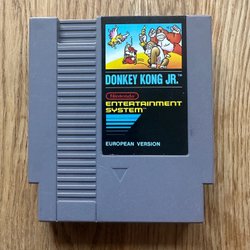 DONKEY KONG JR.™
Nintendo
ENTERTAINMENT
SYSTEM™
EUROPEAN VERSION